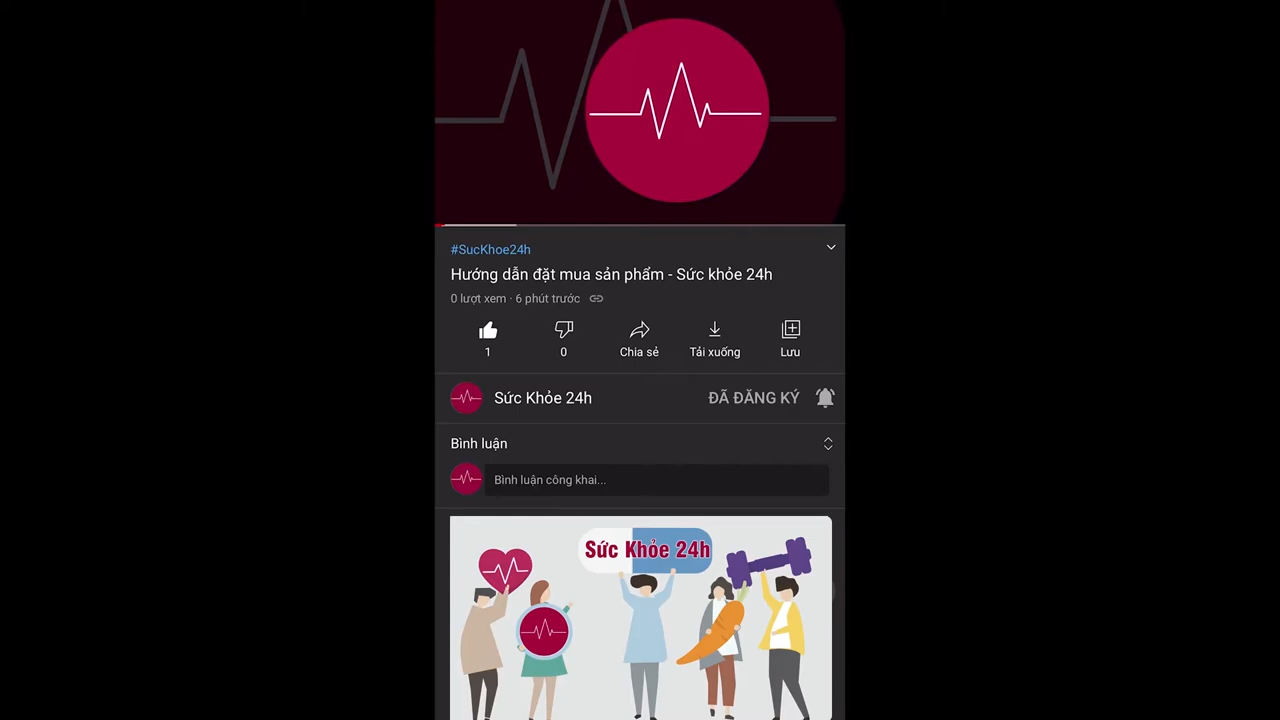 #SucKhoe24h
Hướng dẫn đặt mua sản phẩm - Sức khỏe 24h
0 lượt xem · 6 phút trước
1
0
Chia sẻ
Tải xuống
Lưu
Sức Khỏe 24h
ĐÃ ĐĂNG KÝ
Bình luận
Bình luận công khai...
Sức Khỏe 24h